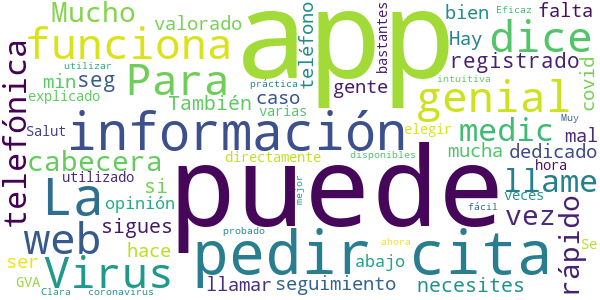 Mucho valorado app teléfono bien Eficaz falta
funciona dice Hay registrado
telefónica min seg Para utilizar práctica gente bastantes covid
explicado También caso varias genial intuitiva
Salut información elegir medic Muy mal
cabecera directamente disponibles mucha dedicado
La utilizado si puede mejor llame hora
web opinión veces fácil
sigues pedir cita vez rápido
ser hace probado ahora Se
GVA Virus llamar seguimiento abajo necesites
Clara coronavirus